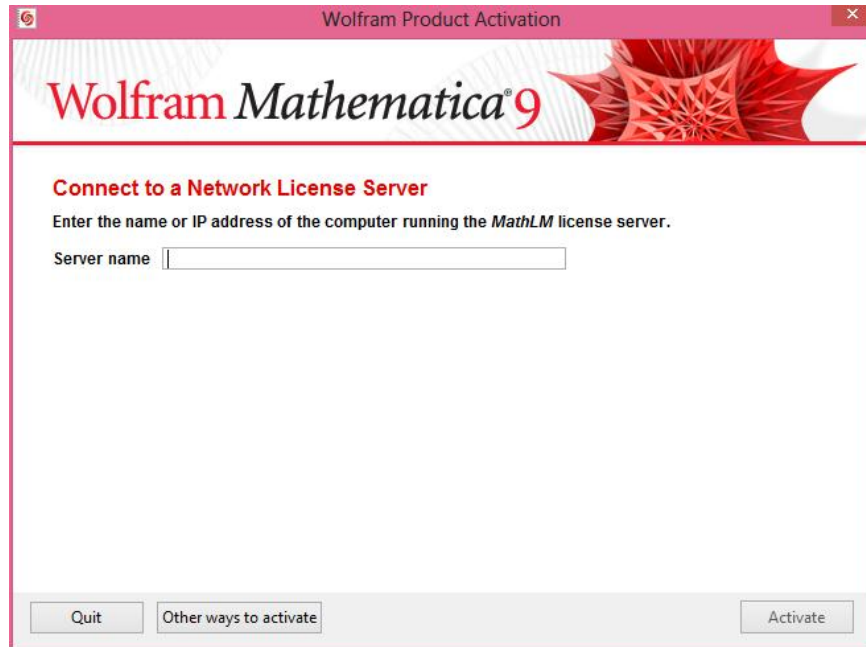 Wolfram Product Activation
Wolfram Mathematica®9
Connect to a Network License Server
Enter the name or IP address of the computer running the MathLM license server.
Server name
Quit
Other ways to activate
Activate